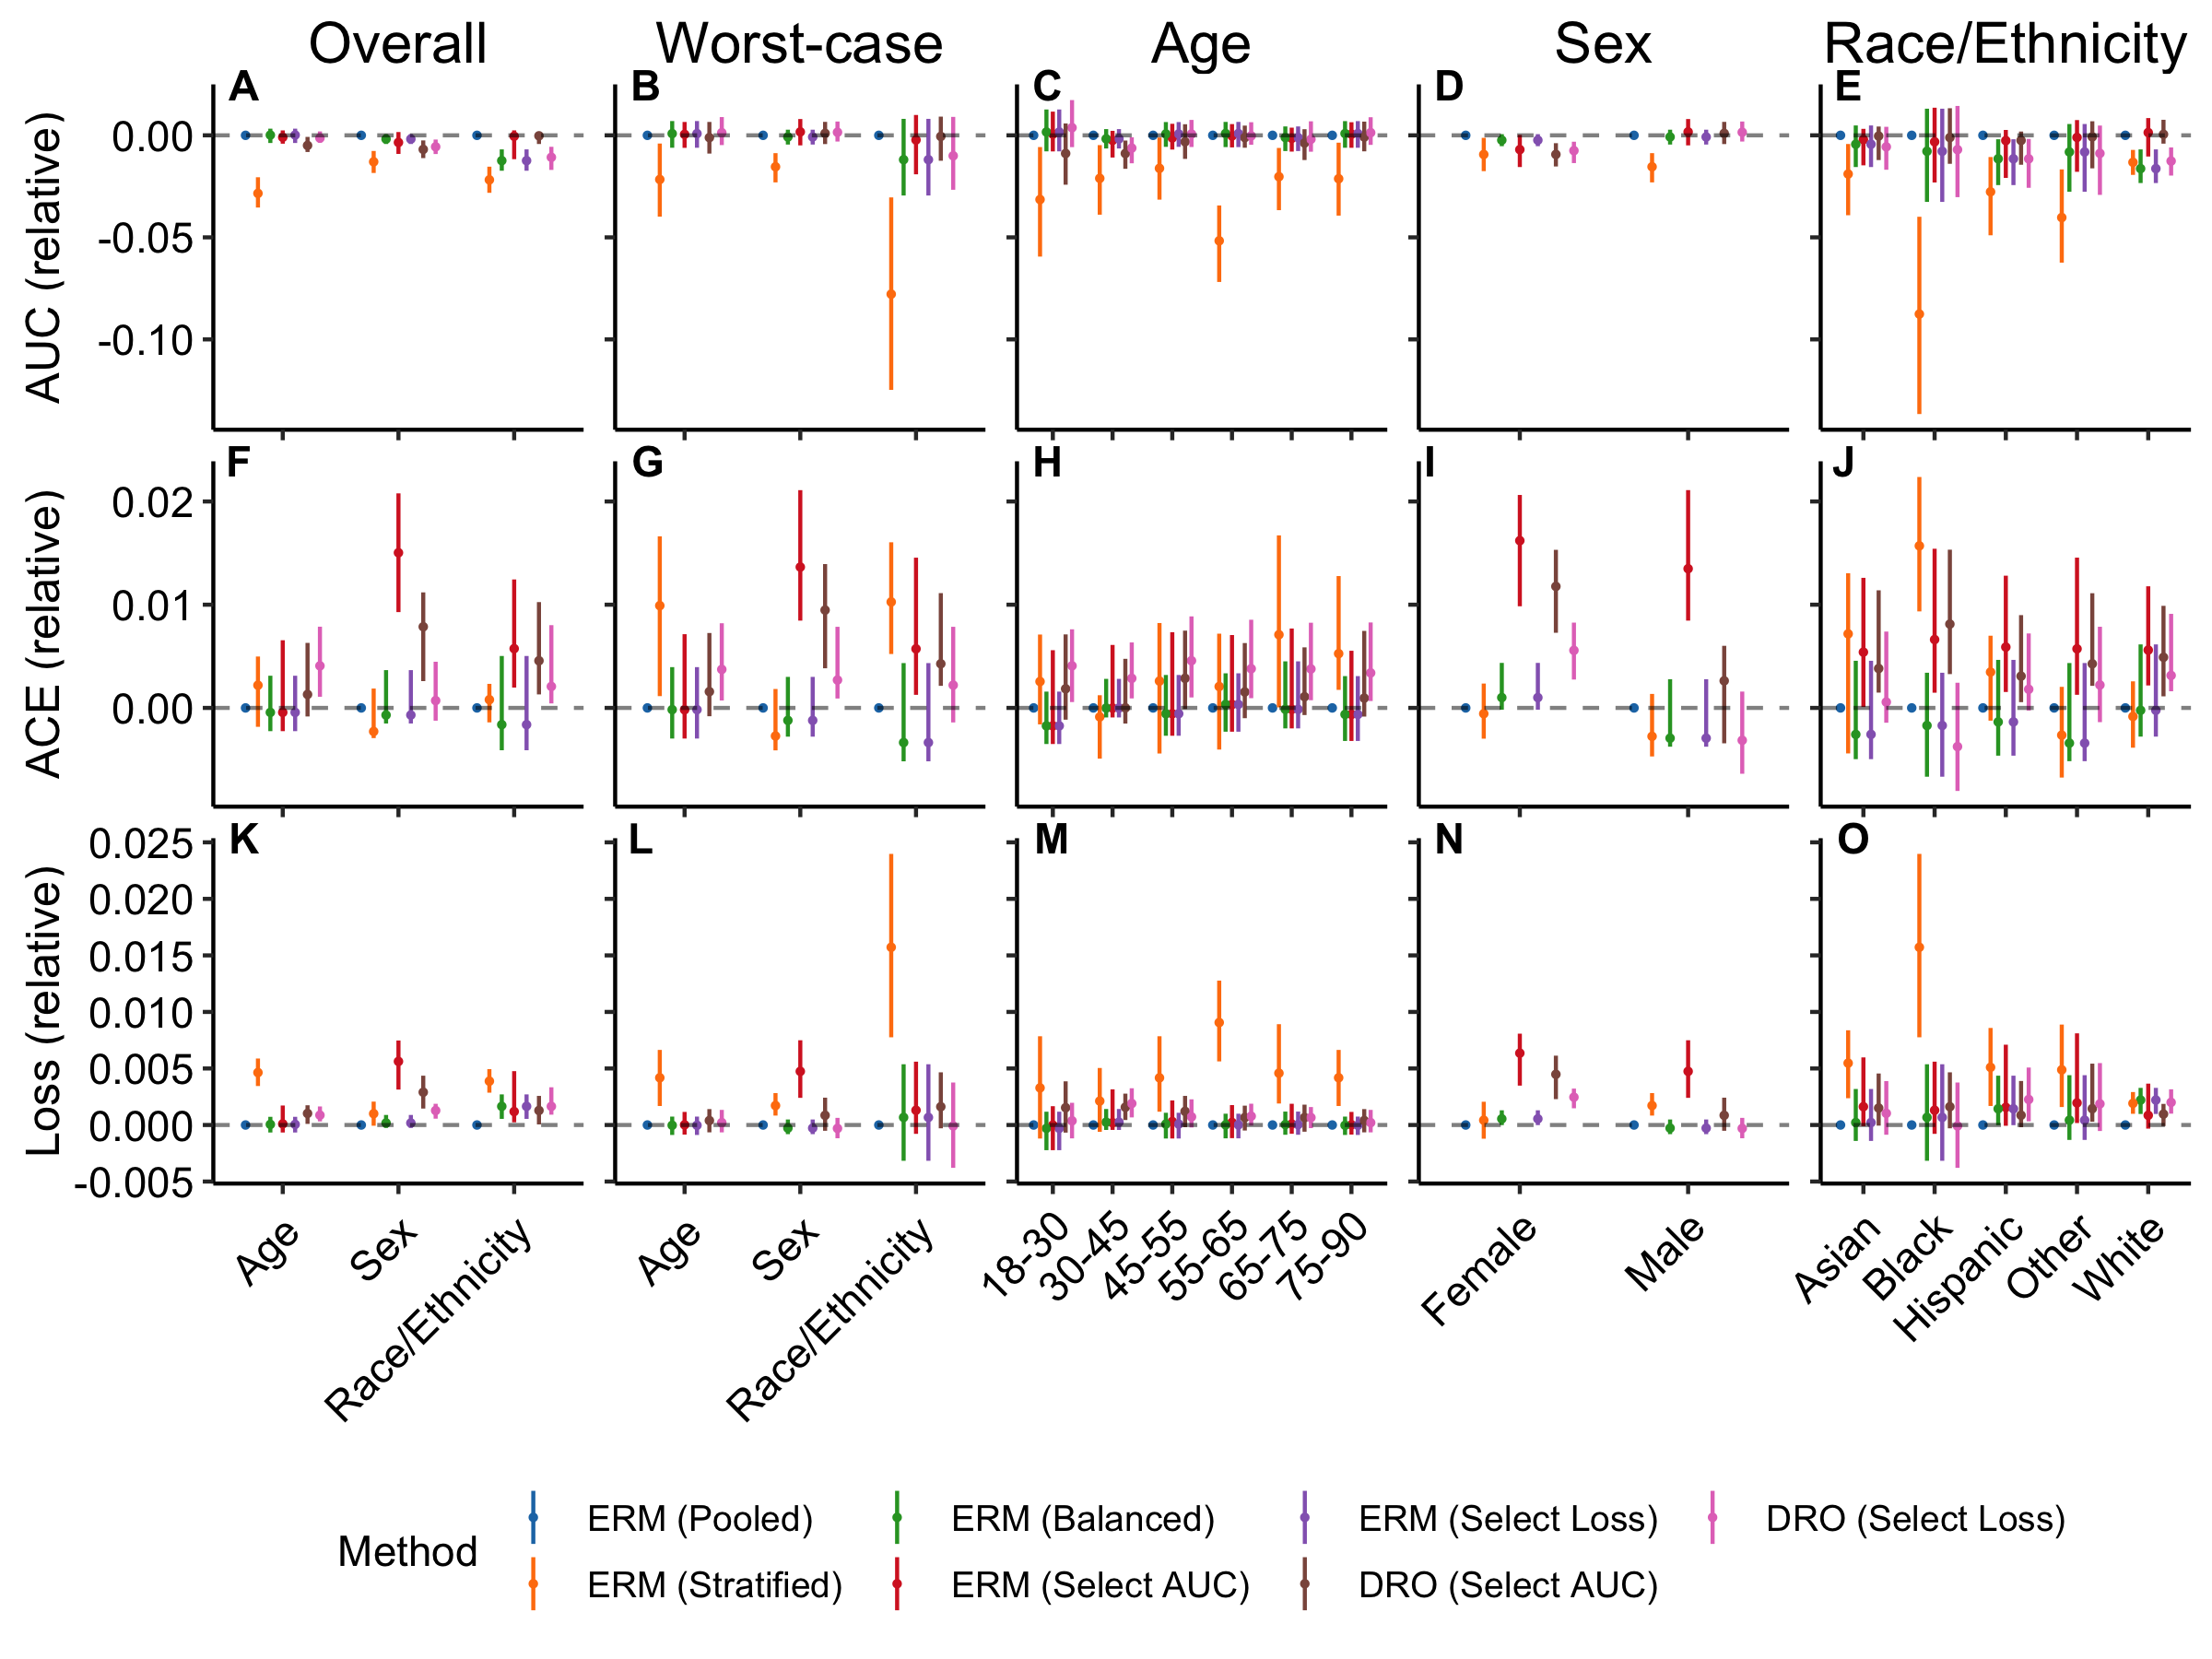 Overall Worst-case Age Sex Race/Ethnicity
A B C D E
AUC (relative)
0.00
-0.05
-0.10
F G H I J
ACE (relative)
0.02
0.01
0.00
K L M N O
Loss (relative)
0.025
0.020
0.015
0.010
0.005
0.000
-0.005
Age Sex Race/Ethnicity Age Sex Race/Ethnicity 18-30 30-45 45-55 55-65 65-75 75-90 Female Male Asian Black Hispanic Other White
Method
ERM (Pooled) ERM (Balanced) ERM (Select Loss) DRO (Select Loss)
ERM (Stratified) ERM (Select AUC) DRO (Select AUC)